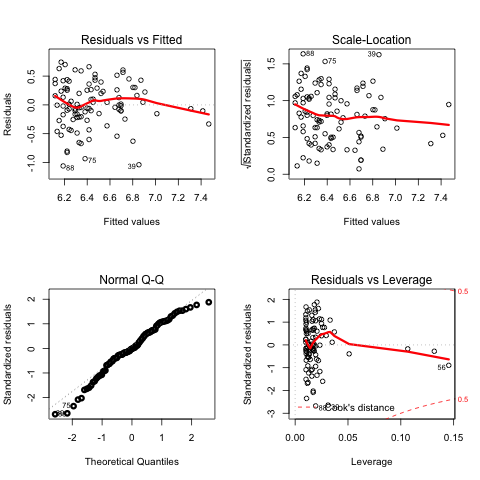 Residuals vs Fitted
Residuals
-1.0 0.0 0.5
88
75
39
6.2 6.4 6.6 6.8 7.0 7.2 7.4
Fitted values
Scale-Location
√|Standardized residuals|
0.0 0.5 1.0 1.5
88
75
39
6.2 6.4 6.6 6.8 7.0 7.2 7.4
Fitted values
Normal Q-Q
Standardized residuals
-2 -1 0 1 2
75
-2 -1 0 1 2
Theoretical Quantiles
Residuals vs Leverage
Standardized residuals
-3 -2 -1 0 1 2
0.5
0.5
56
Cook's distance
0.00 0.05 0.10 0.15
Leverage